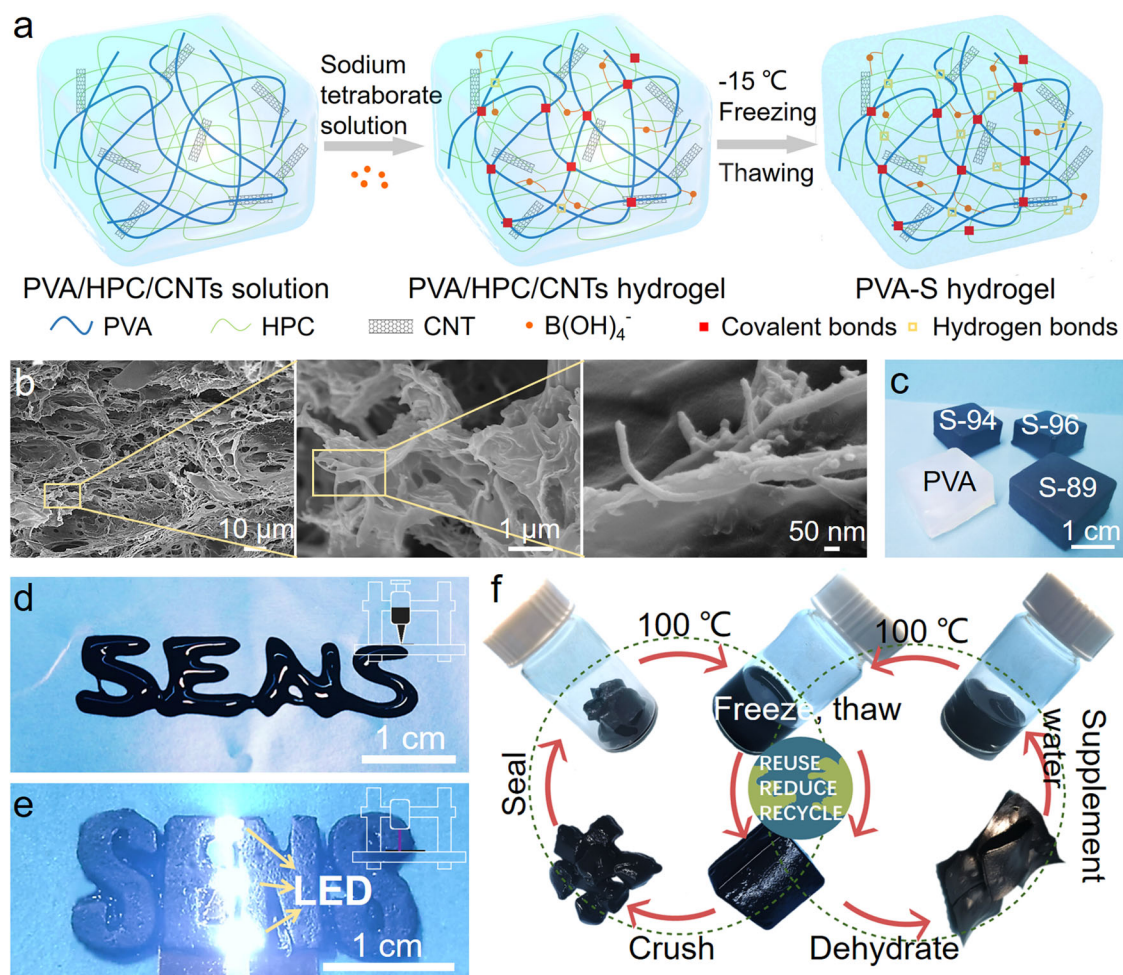 a
Sodium
tetraborate
solution
-15 ℃
Freezing
Thawing
PVA/HPC/CNTs solution
PVA/HPC/CNTs hydrogel
PVA-S hydrogel
PVA
HPC
CNT
B(OH)₄⁻
Covalent bonds
Hydrogen bonds
b
10 μm
1 μm
50 nm
c
S-94
S-96
PVA
S-89
1 cm
d
SENS
1 cm
e
SENS
LED
1 cm
f
100 ℃
100 ℃
Freeze, thaw
Seal
REUSE
REDUCE
RECYCLE
Supplement
water
Crush
Dehydrate